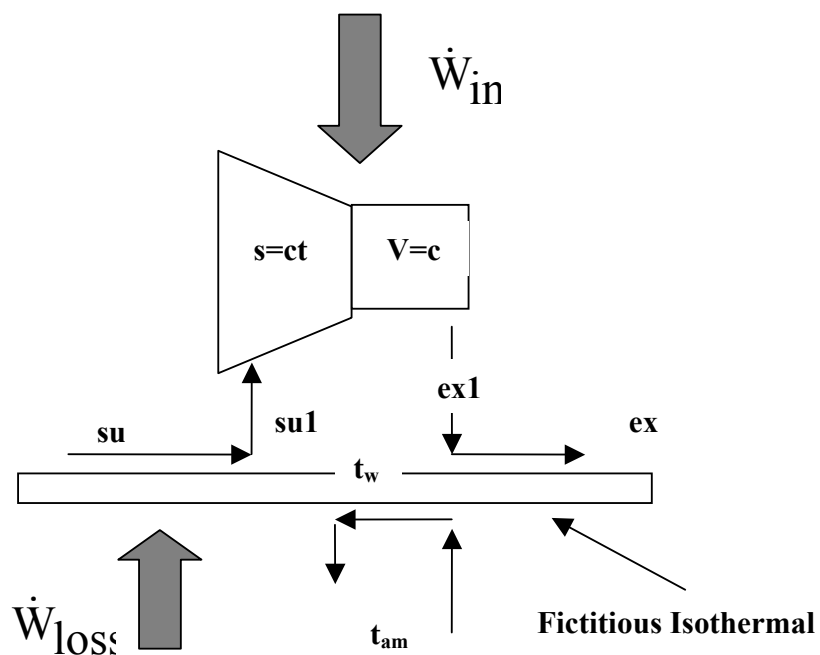 Ẇin
s=ct
V=c
ex1
su
su1
ex
tw
Ẇloss
tam
Fictitious Isothermal